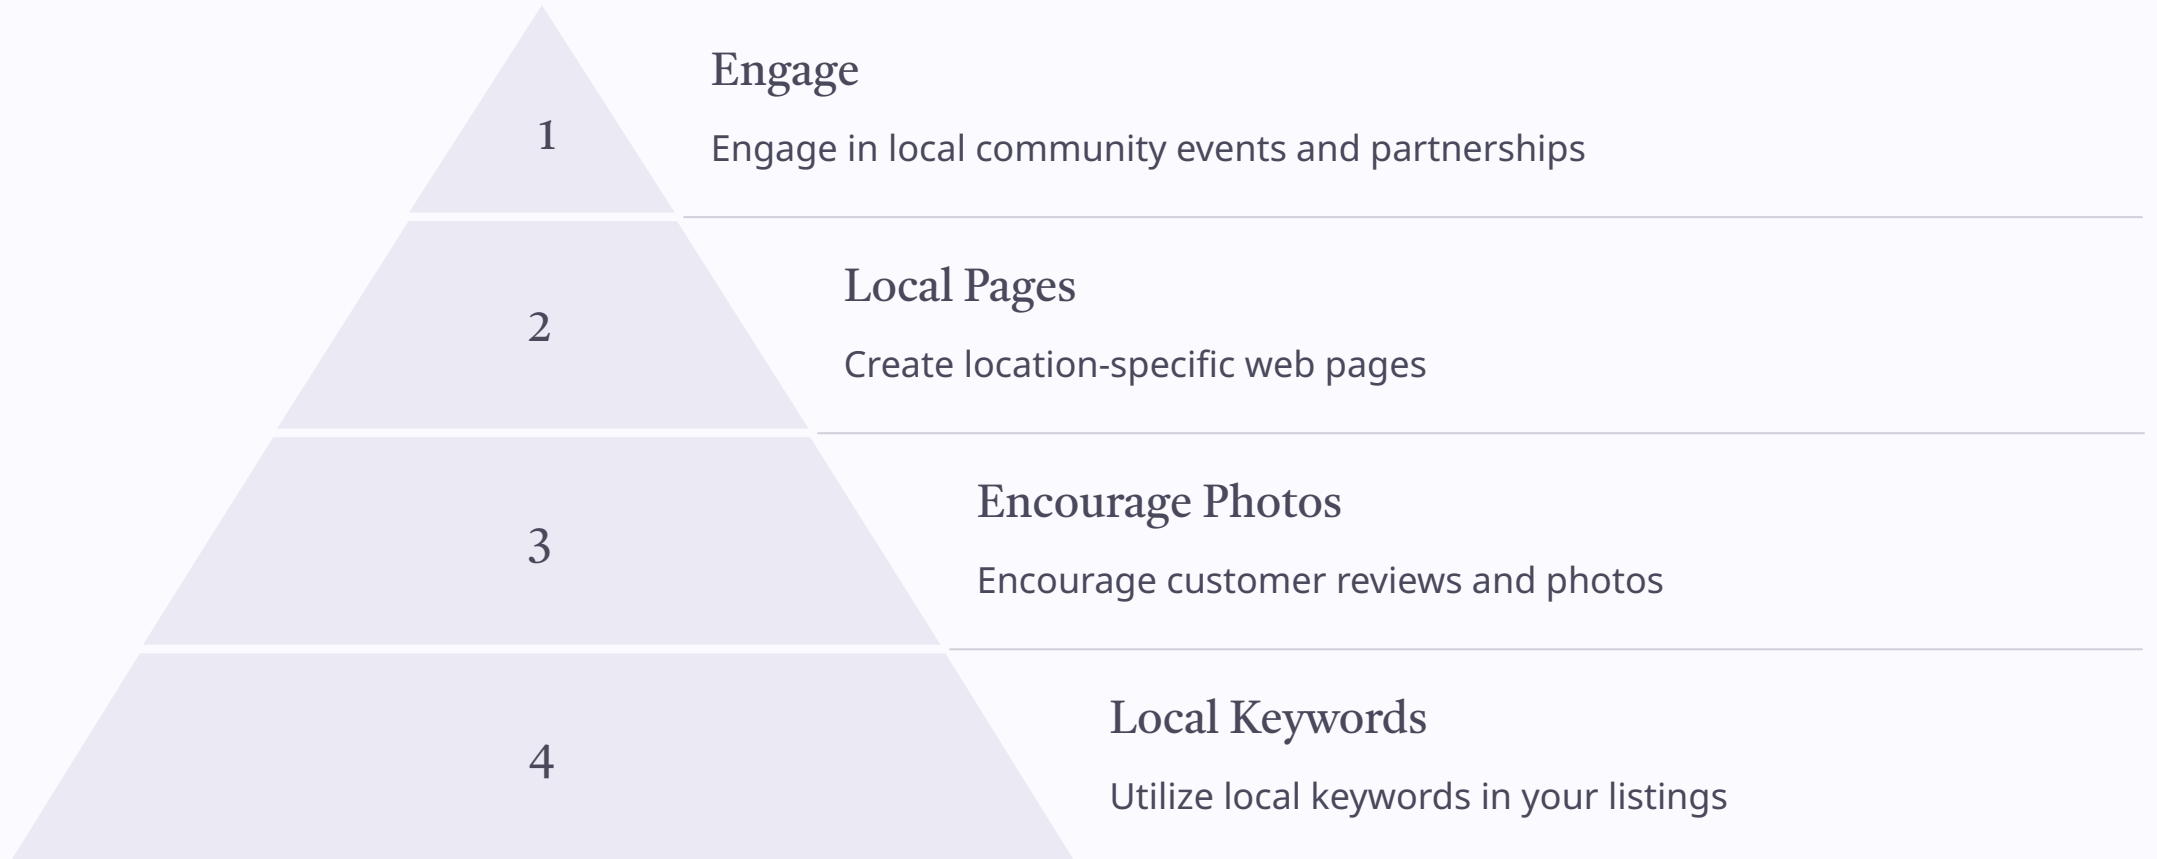 1
Engage
Engage in local community events and partnerships
2
Local Pages
Create location-specific web pages
3
Encourage Photos
Encourage customer reviews and photos
4
Local Keywords
Utilize local keywords in your listings